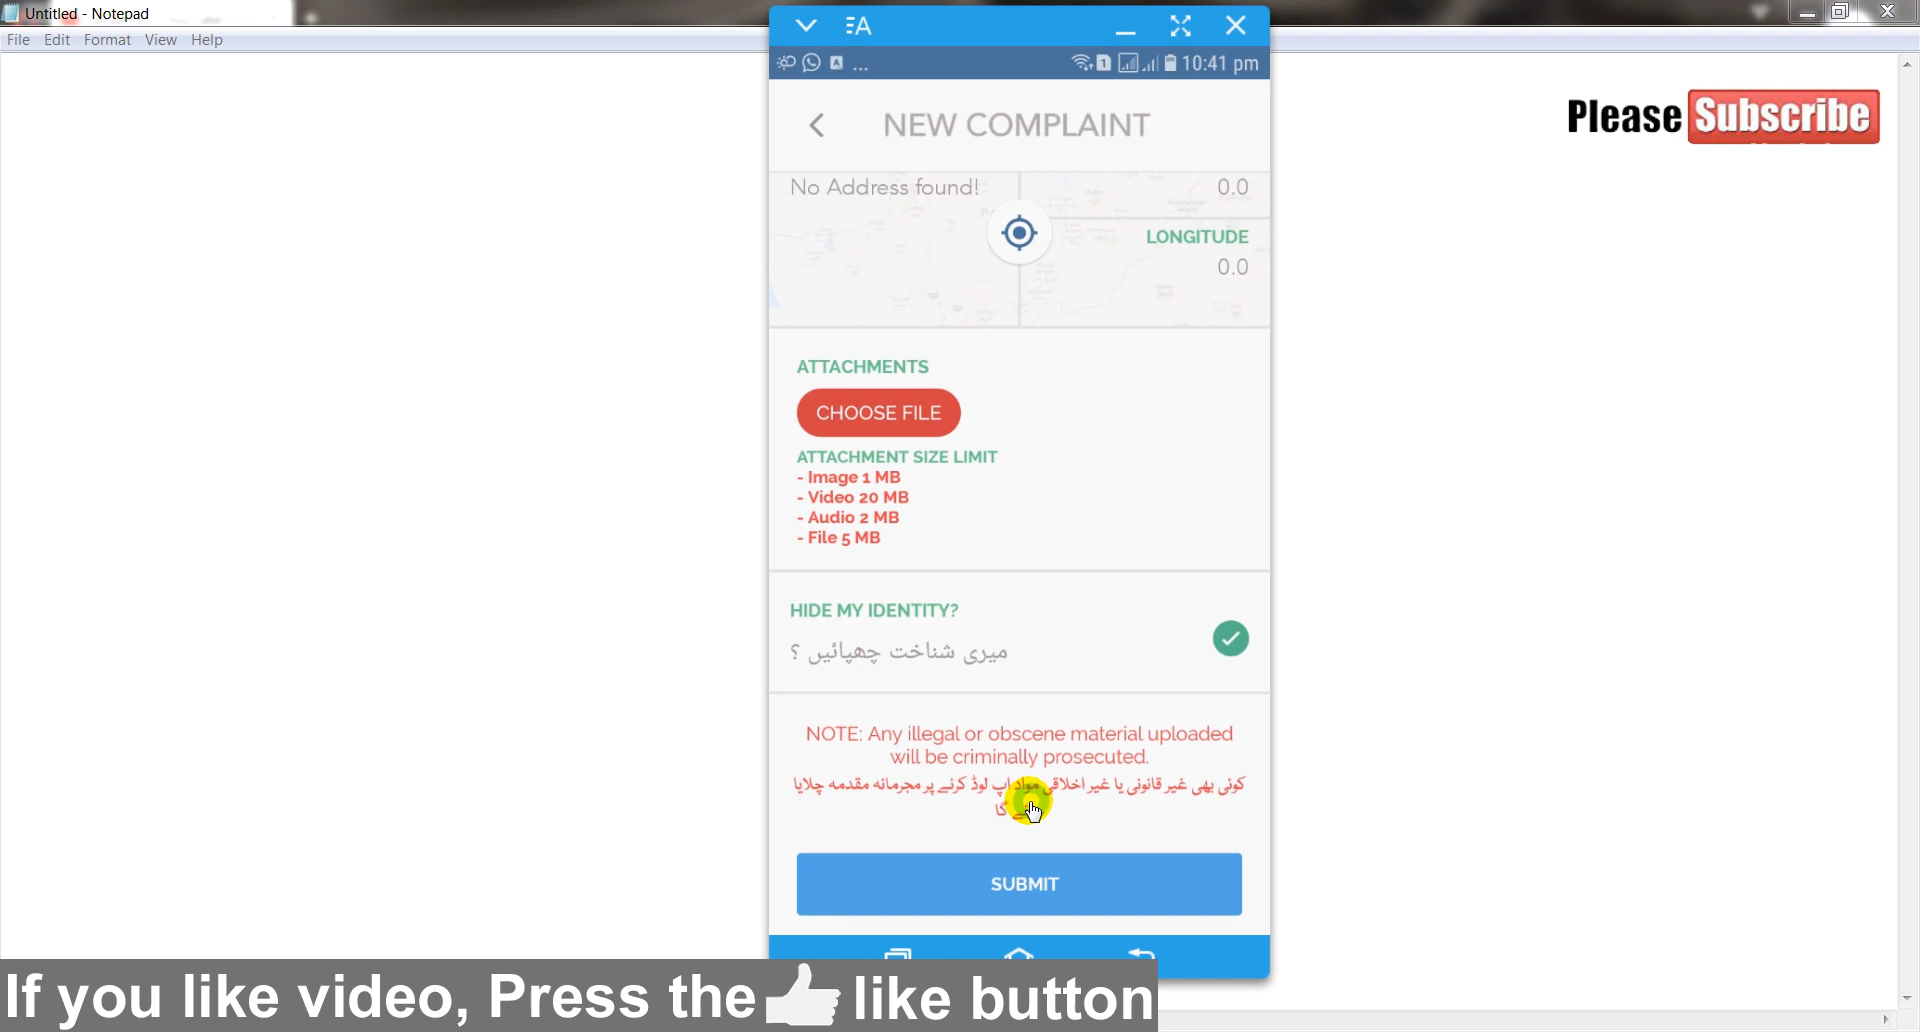 Untitled - Notepad
File Edit Format View Help
10:41 pm
Please Subscribe
NEW COMPLAINT
No Address found!
0.0
LONGITUDE
0.0
ATTACHMENTS
CHOOSE FILE
ATTACHMENT SIZE LIMIT
- Image 1 MB
- Video 20 MB
- Audio 2 MB
- File 5 MB
HIDE MY IDENTITY?
میری شناخت چھپائیں ؟
NOTE: Any illegal or obscene material uploaded
will be criminally prosecuted.
کوئی بھی غیر قانونی یا غیر اخلاقی مواد اپ لوڈ کرنے پر مجرمانہ مقدمہ چلایا
گا
SUBMIT
If you like video, Press the like button